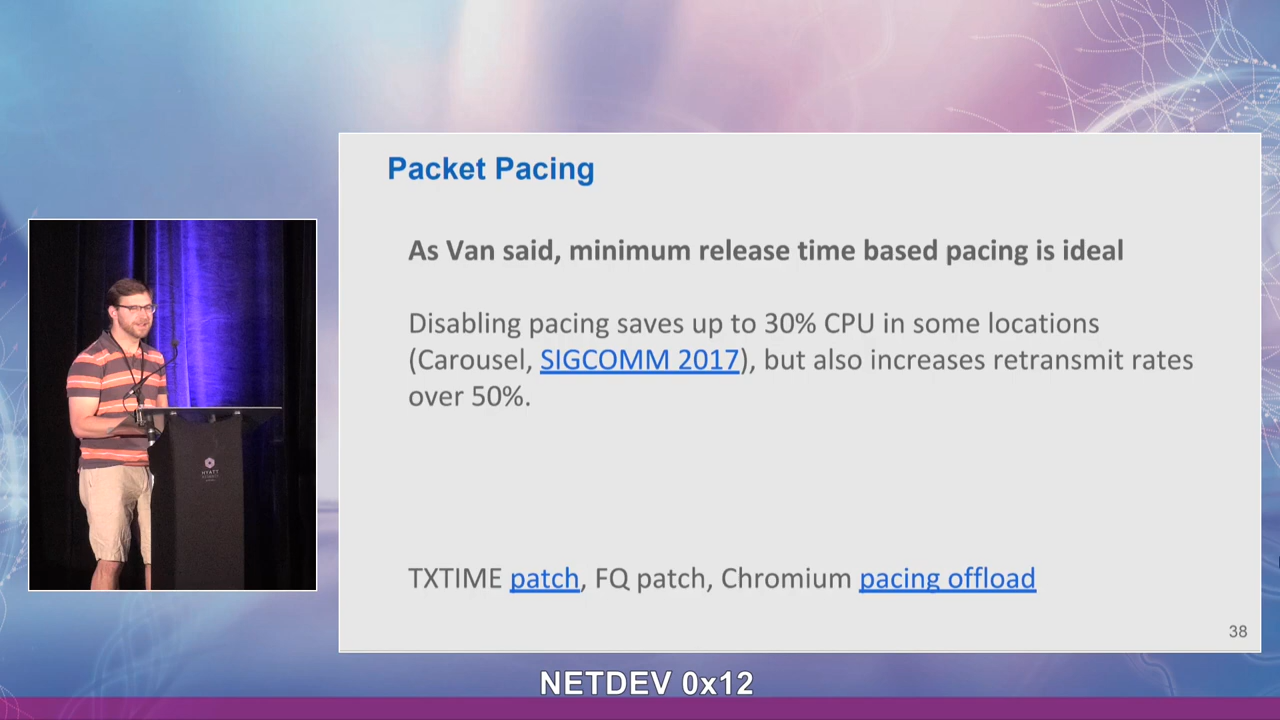 Packet Pacing
As Van said, minimum release time based pacing is ideal
Disabling pacing saves up to 30% CPU in some locations
(Carousel, SIGCOMM 2017), but also increases retransmit rates
over 50%.
TXTIME patch, FQ patch, Chromium pacing offload
38
HYATT
NETDEV 0x12